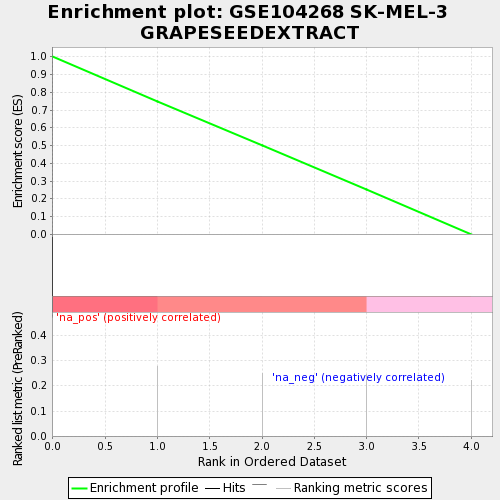 Enrichment plot: GSE104268 SK-MEL-3
GRAPESEEDEXTRACT
Enrichment score (ES)
1.0
0.9
0.8
0.7
0.6
0.5
0.4
0.3
0.2
0.1
0.0
'na_pos' (positively correlated)
'na_neg' (negatively correlated)
Ranked list metric (PreRanked)
0.4
0.3
0.2
0.1
0.0
0.0 0.5 1.0 1.5 2.0 2.5 3.0 3.5 4.0
Rank in Ordered Dataset
Enrichment profile Hits Ranking metric scores